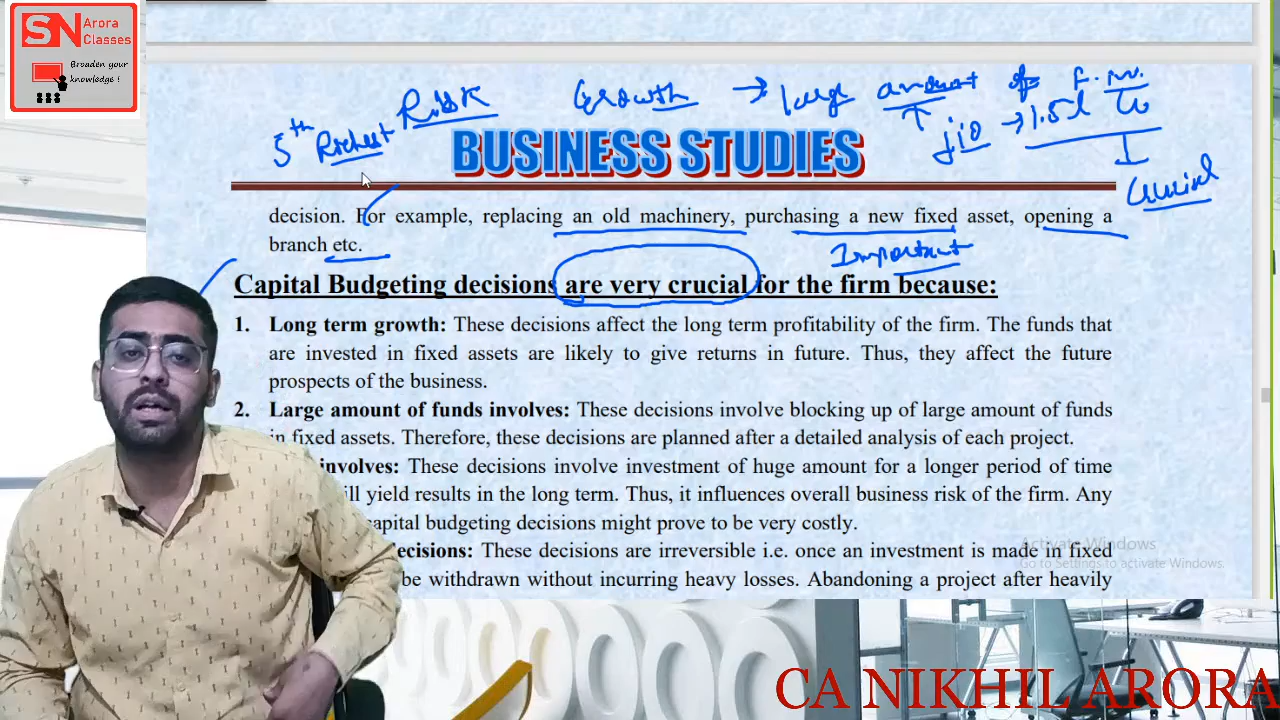 SN Arora
Classes
Broaden your
knowledge !
Risk Growth → large amount of F.M.
5th Richest jio → 1.5 l
BUSINESS STUDIES
Crucial
decision. For example, replacing an old machinery, purchasing a new fixed asset, opening a
branch etc.
Important
Capital Budgeting decisions are very crucial for the firm because:
1. Long term growth: These decisions affect the long term profitability of the firm. The funds that
are invested in fixed assets are likely to give returns in future. Thus, they affect the future
prospects of the business.
2. Large amount of funds involves: These decisions involve blocking up of large amount of funds
in fixed assets. Therefore, these decisions are planned after a detailed analysis of each project.
involves: These decisions involve investment of huge amount for a longer period of time
ill yield results in the long term. Thus, it influences overall business risk of the firm. Any
capital budgeting decisions might prove to be very costly.
decisions: These decisions are irreversible i.e. once an investment is made in fixed
be withdrawn without incurring heavy losses. Abandoning a project after heavily
Activate Windows
Go to Settings to activate Windows.
CA NIKHIL ARORA